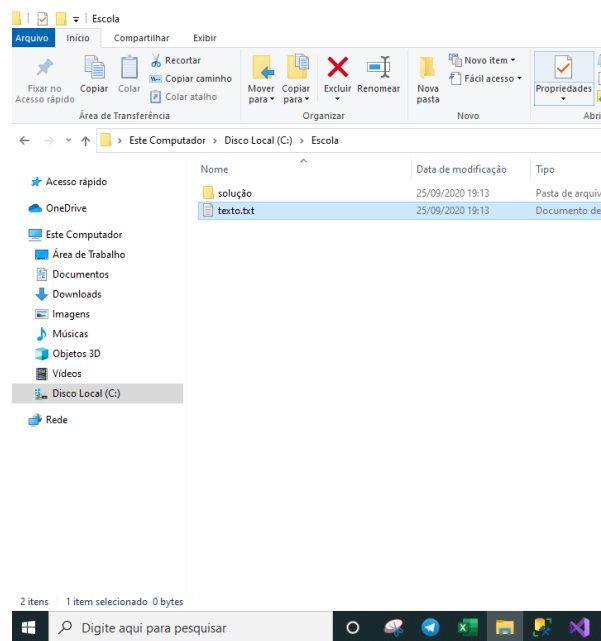 Escola
Arquivo Início Compartilhar Exibir
Fixar no Acesso rápido
Copiar
Colar
Recortar
Copiar caminho
Colar atalho
Área de Transferência
Mover para
Copiar para
Excluir
Renomear
Organizar
Nova pasta
Novo item
Fácil acesso
Novo
Propriedades
Abri
Este Computador > Disco Local (C:) > Escola
Nome Data de modificação Tipo
solução 25/09/2020 19:13 Pasta de arquiv
texto.txt 25/09/2020 19:13 Documento de
Acesso rápido
OneDrive
Este Computador
Área de Trabalho
Documentos
Downloads
Imagens
Músicas
Objetos 3D
Vídeos
Disco Local (C:)
Rede
2 itens 1 item selecionado 0 bytes
Digite aqui para pesquisar